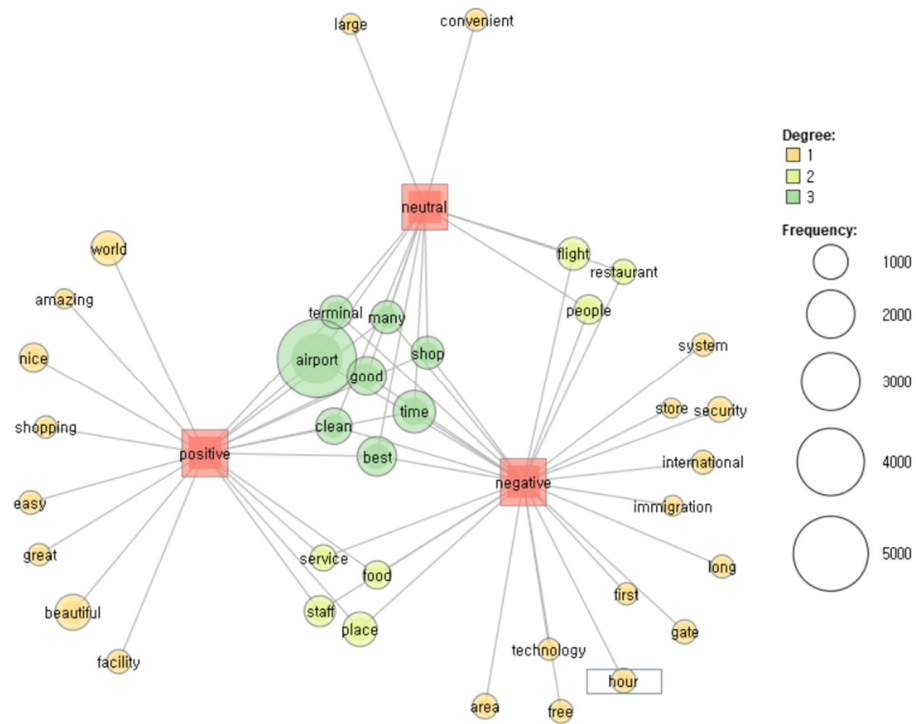 large
convenient
Degree:
1
2
3
neutral
Frequency:
world
flight
1000
restaurant
amazing
terminal
many
people
2000
nice
airport
shop
system
good
3000
shopping
clean
time
store
security
positive
best
international
4000
negative
easy
immigration
great
service
food
long
5000
beautiful
staff
first
place
gate
facility
technology
hour
area
free